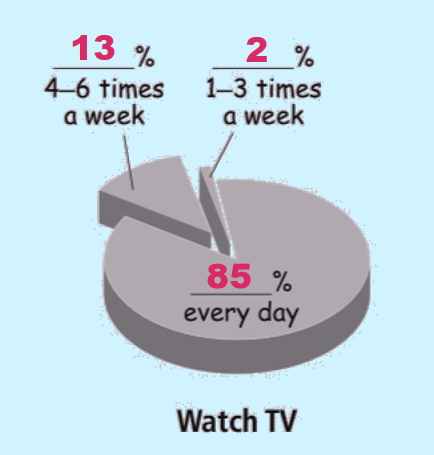 13 %
4–6 times
a week
2 %
1–3 times
a week
85 %
every day
Watch TV